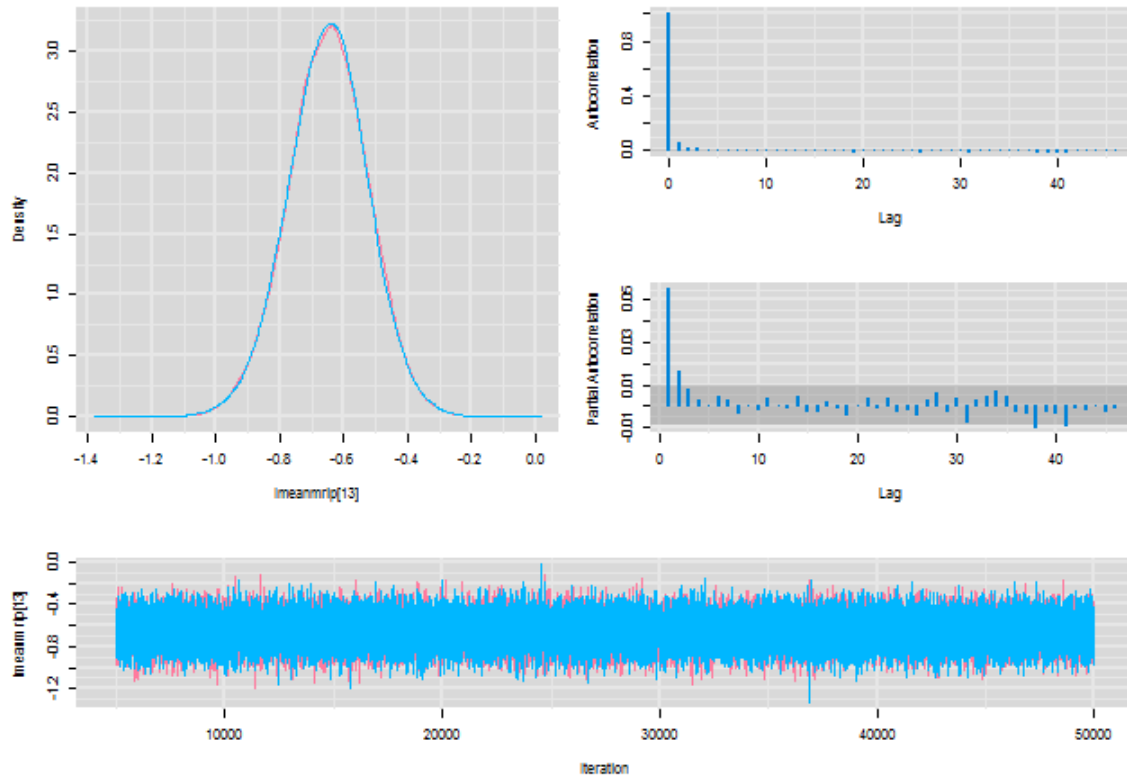 Density
3.0
2.5
2.0
1.5
1.0
0.5
0.0
-1.4 -1.2 -1.0 -0.8 -0.6 -0.4 -0.2 0.0
lmeanmrip[13]
Autocorrelation
0.8
0.4
0.0
0 10 20 30 40
Lag
Partial Autocorrelation
0.05
0.03
0.01
-0.01
0 10 20 30 40
Lag
lmeanmrip[13]
0.0
-0.4
-0.8
-1.2
10000 20000 30000 40000 50000
Iteration